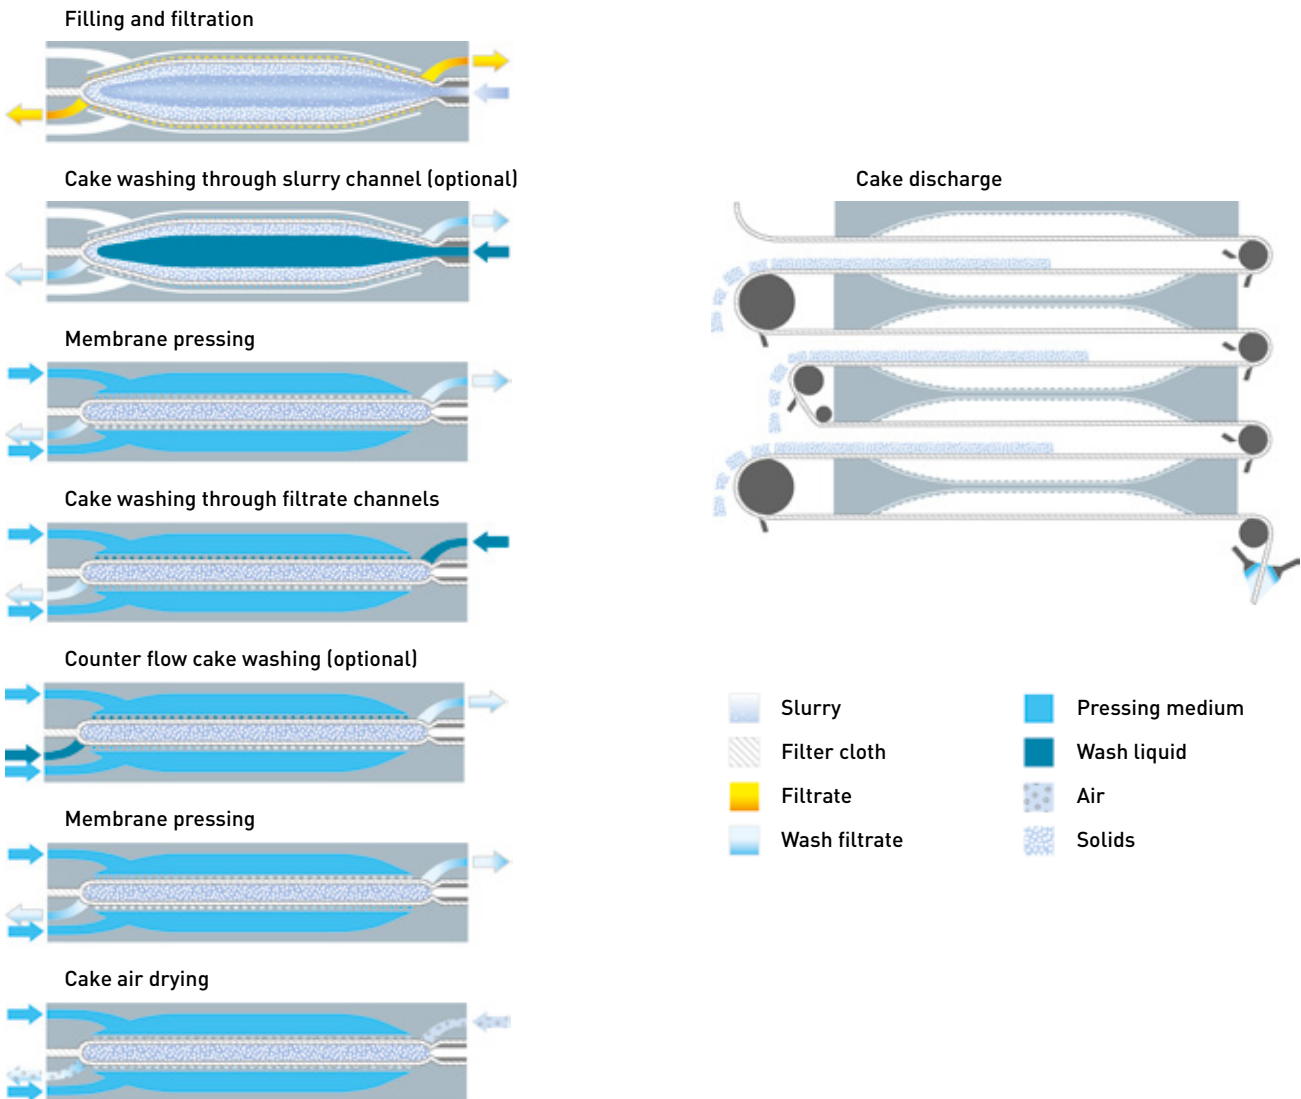 Filling and filtration
Cake washing through slurry channel (optional)
Membrane pressing
Cake washing through filtrate channels
Counter flow cake washing (optional)
Membrane pressing
Cake air drying
Cake discharge
Slurry
Filter cloth
Filtrate
Wash filtrate
Pressing medium
Wash liquid
Air
Solids